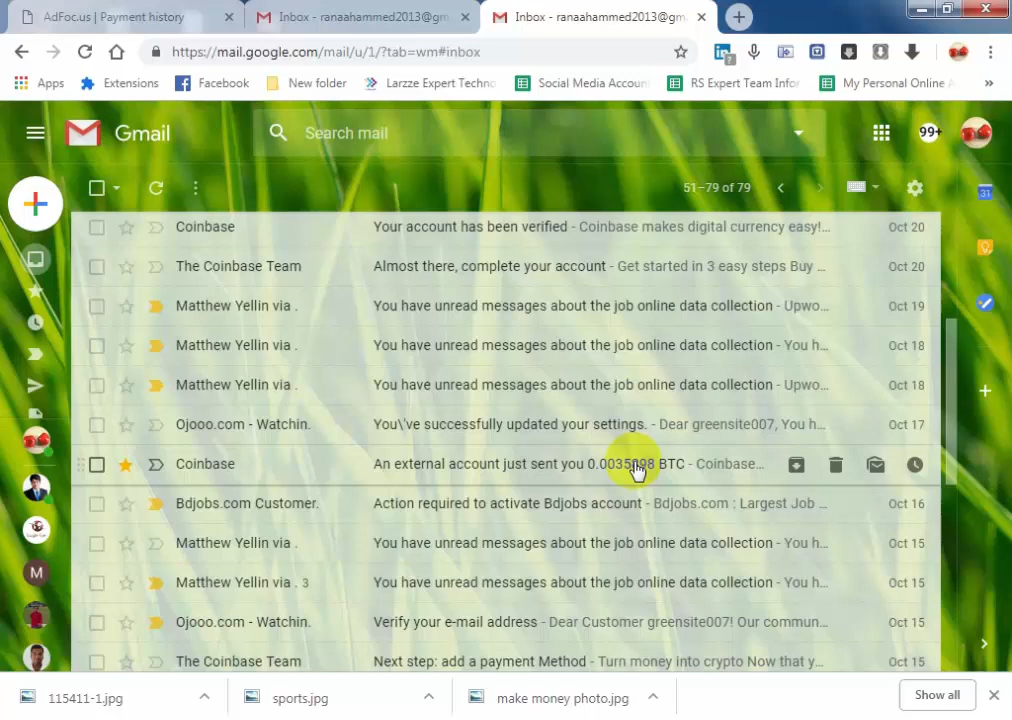 AdFoc.us | Payment history
Inbox - ranaahammed2013@gm
Inbox - ranaahammed2013@gm
https://mail.google.com/mail/u/1/?tab=wm#inbox
Apps
Extensions
Facebook
New folder
Larzze Expert Techno
Social Media Accoun
RS Expert Team Infor
My Personal Online A
»
Gmail
Search mail
99+
51–79 of 79
31
Coinbase Your account has been verified - Coinbase makes digital currency easy!... Oct 20
The Coinbase Team Almost there, complete your account - Get started in 3 easy steps Buy ... Oct 20
Matthew Yellin via . You have unread messages about the job online data collection - Upwo... Oct 19
Matthew Yellin via . You have unread messages about the job online data collection - You h... Oct 18
Matthew Yellin via . You have unread messages about the job online data collection - Upwo... Oct 18
Ojooo.com - Watchin. You\'ve successfully updated your settings. - Dear greensite007, You h... Oct 17
Coinbase An external account just sent you BTC - Coinbase...
Bdjobs.com Customer. Action required to activate Bdjobs account - Bdjobs.com : Largest Job ... Oct 16
Matthew Yellin via . You have unread messages about the job online data collection - You h... Oct 15
Matthew Yellin via . 3 You have unread messages about the job online data collection - You h... Oct 15
Ojooo.com - Watchin. Verify your e-mail address - Dear Customer greensite007! Our commun... Oct 15
The Coinbase Team Next step: add a payment Method - Turn money into crypto Now that y... Oct 15
M
115411-1.jpg
sports.jpg
make money photo.jpg
Show all